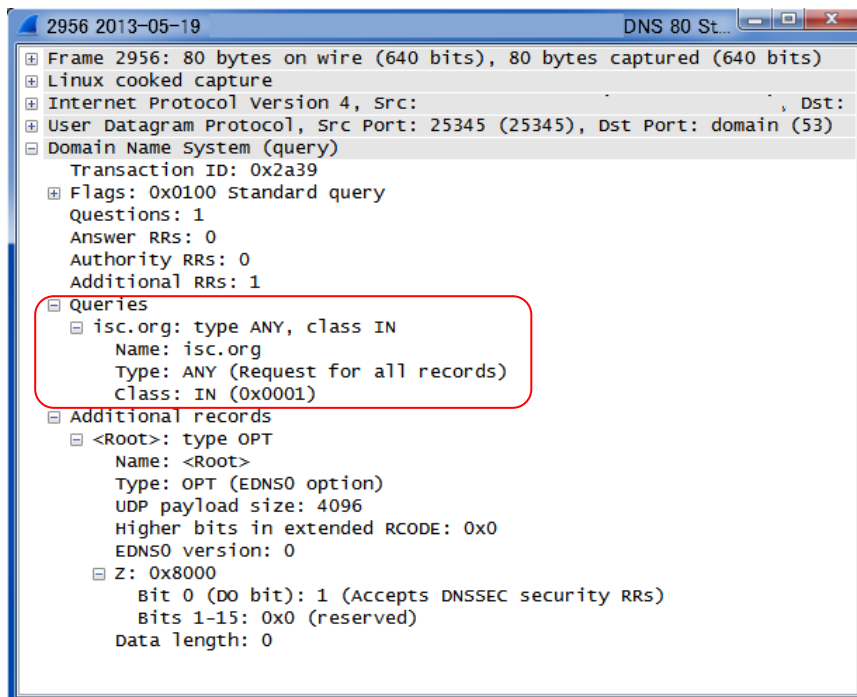 2956 2013-05-19 DNS 80 St...
Frame 2956: 80 bytes on wire (640 bits), 80 bytes captured (640 bits)
Linux cooked capture
Internet Protocol Version 4, Src: , Dst:
User Datagram Protocol, Src Port: 25345 (25345), Dst Port: domain (53)
Domain Name System (query)
Transaction ID: 0x2a39
Flags: 0x0100 Standard query
Questions: 1
Answer RRs: 0
Authority RRs: 0
Additional RRs: 1
Queries
isc.org: type ANY, class IN
Name: isc.org
Type: ANY (Request for all records)
Class: IN (0x0001)
Additional records
<Root>: type OPT
Name: <Root>
Type: OPT (EDNS0 option)
UDP payload size: 4096
Higher bits in extended RCODE: 0x0
EDNS0 version: 0
Z: 0x8000
Bit 0 (DO bit): 1 (Accepts DNSSEC security RRs)
Bits 1-15: 0x0 (reserved)
Data length: 0